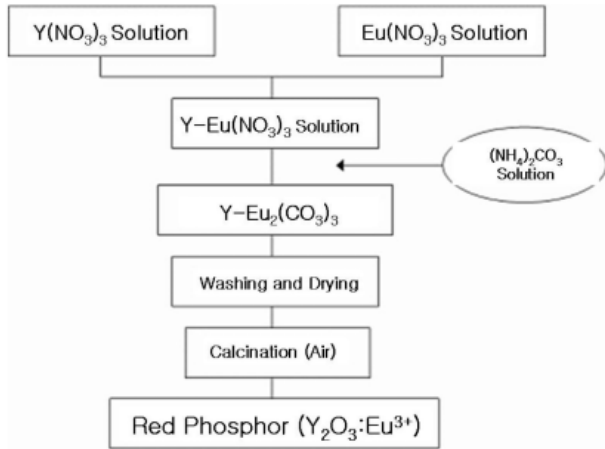 Y(NO₃)₃ Solution
Eu(NO₃)₃ Solution
Y-Eu(NO₃)₃ Solution
(NH₄)₂CO₃
Solution
Y-Eu₂(CO₃)₃
Washing and Drying
Calcination (Air)
Red Phosphor (Y₂O₃:Eu³⁺)